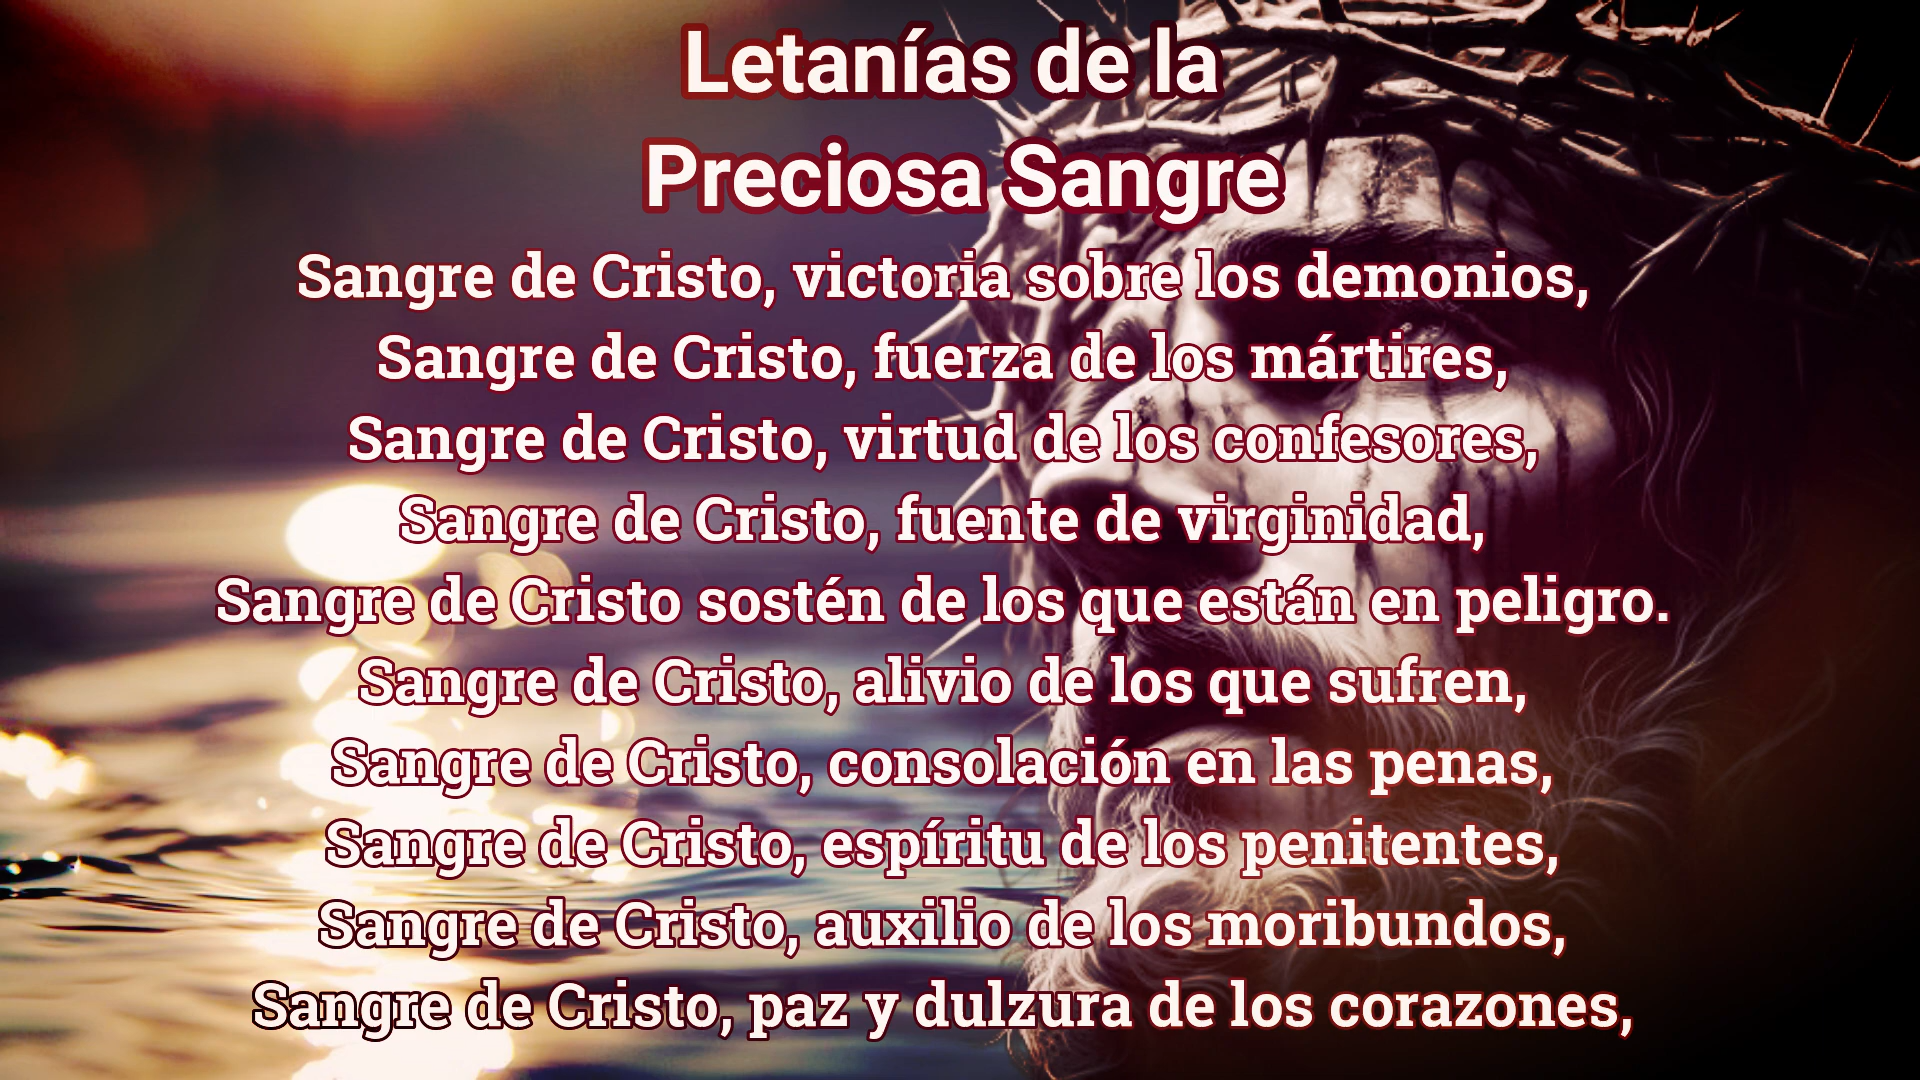 Letanías de la
Preciosa Sangre
Sangre de Cristo, victoria sobre los demonios,
Sangre de Cristo, fuerza de los mártires,
Sangre de Cristo, virtud de los confesores,
Sangre de Cristo, fuente de virginidad,
Sangre de Cristo sostén de los que están en peligro.
Sangre de Cristo, alivio de los que sufren,
Sangre de Cristo, consolación en las penas,
Sangre de Cristo, espíritu de los penitentes,
Sangre de Cristo, auxilio de los moribundos,
Sangre de Cristo, paz y dulzura de los corazones,